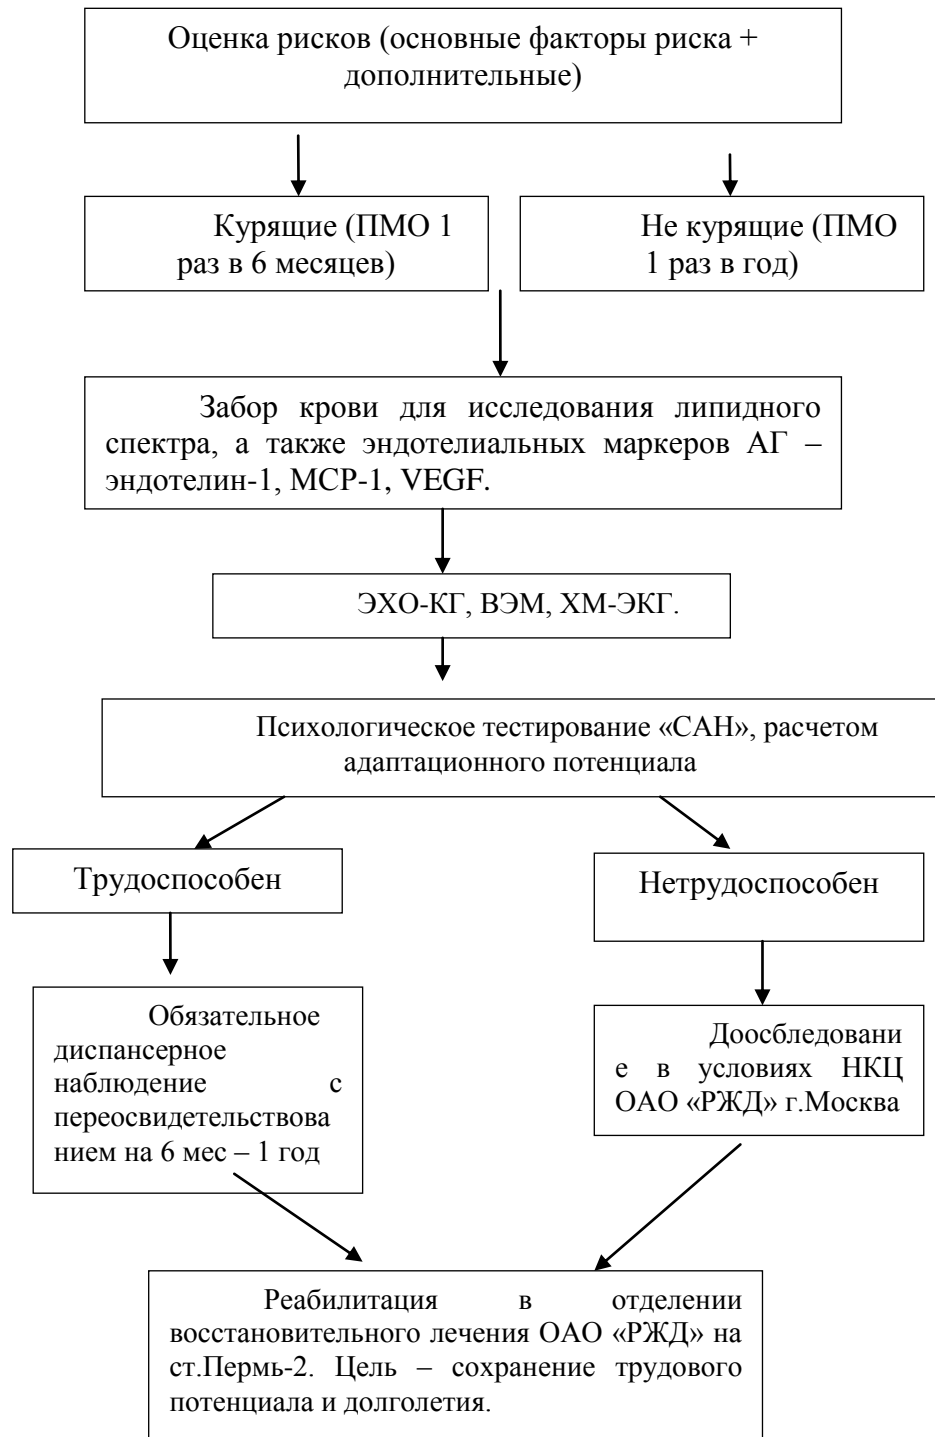 Оценка рисков (основные факторы риска +
дополнительные)
Курящие (ПМО 1
раз в 6 месяцев)
Не курящие (ПМО
1 раз в год)
Забор крови для исследования липидного
спектра, а также эндотелиальных маркеров АГ –
эндотелин-1, МСР-1, VEGF.
ЭХО-КГ, ВЭМ, ХМ-ЭКГ.
Психологическое тестирование «САН», расчетом
адаптационного потенциала
Трудоспособен
Нетрудоспособен
Обязательное
диспансерное
наблюдение с
переосвидетельствова
нием на 6 мес – 1 год
Доосбледовани
е в условиях НКЦ
ОАО «РЖД» г.Москва
Реабилитация в отделении
восстановительного лечения ОАО «РЖД» на
ст.Пермь-2. Цель – сохранение трудового
потенциала и долголетия.